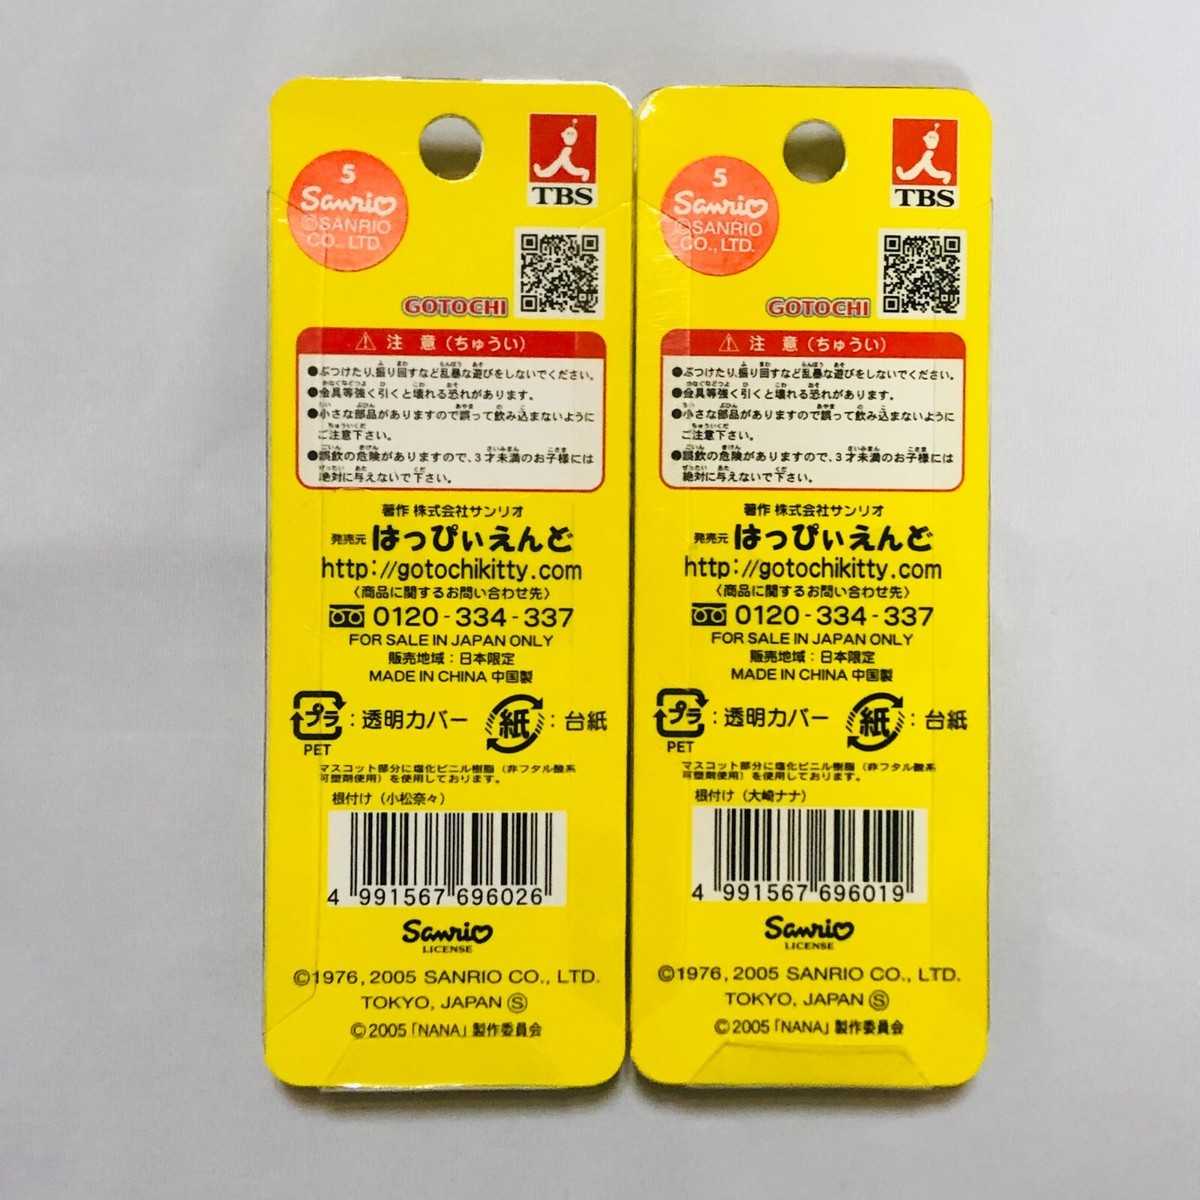 5
Sanrio
©SANRIO
CO., LTD.
TBS
GOTOCHI
⚠ 注 意 (ちゅうい)
●ぶつけたり、振り回すなど乱暴な遊びをしないでください。
●金具等強く引くと壊れる恐れがあります。
●小さな部品がありますので誤って飲み込まないように
ご注意下さい。
●誤飲の危険がありますので、3才未満のお子様には
絶対に与えないで下さい。
著作 株式会社サンリオ
発売元 はっぴぃえんど
http://gotochikitty.com
〈商品に関するお問い合わせ先〉
0120-334-337
FOR SALE IN JAPAN ONLY
販売地域：日本限定
MADE IN CHINA 中国製
プラ：透明カバー 紙：台紙
PET
マスコット部分に塩化ビニル樹脂（非フタル酸系
可塑剤使用）を使用しております。
根付け（小松奈々）
4 991567 696026
Sanrio
LICENSE
©1976, 2005 SANRIO CO., LTD.
TOKYO, JAPAN Ⓢ
©2005「NANA」製作委員会
5
Sanrio
©SANRIO
CO., LTD.
TBS
GOTOCHI
⚠ 注 意 (ちゅうい)
●ぶつけたり、振り回すなど乱暴な遊びをしないでください。
●金具等強く引くと壊れる恐れがあります。
●小さな部品がありますので誤って飲み込まないように
ご注意下さい。
●誤飲の危険がありますので、3才未満のお子様には
絶対に与えないで下さい。
著作 株式会社サンリオ
発売元 はっぴぃえんど
http://gotochikitty.com
〈商品に関するお問い合わせ先〉
0120-334-337
FOR SALE IN JAPAN ONLY
販売地域：日本限定
MADE IN CHINA 中国製
プラ：透明カバー 紙：台紙
PET
マスコット部分に塩化ビニル樹脂（非フタル酸系
可塑剤使用）を使用しております。
根付け（大崎ナナ）
4 991567 696019
Sanrio
LICENSE
©1976, 2005 SANRIO CO., LTD.
TOKYO, JAPAN Ⓢ
©2005「NANA」製作委員会